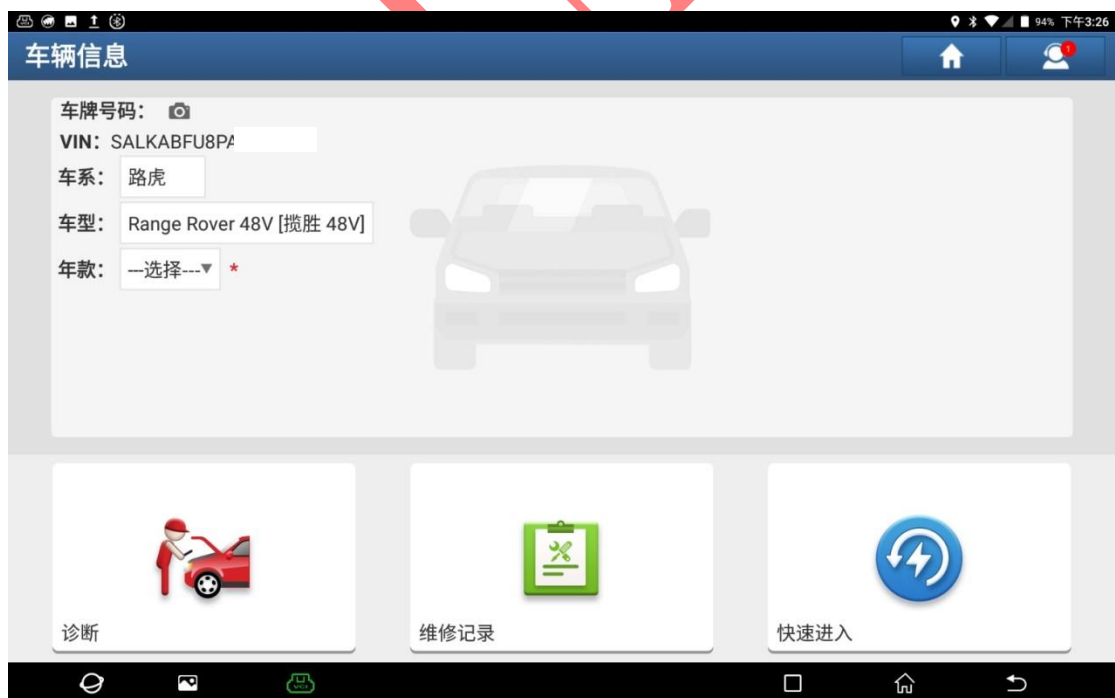 94% 下午3:26
车辆信息
1
车牌号码：
VIN: SALKABFU8PA
车系： 路虎
车型： Range Rover 48V [揽胜 48V]
年款： ---选择---▼ *
诊断
维修记录
快速进入
VCI